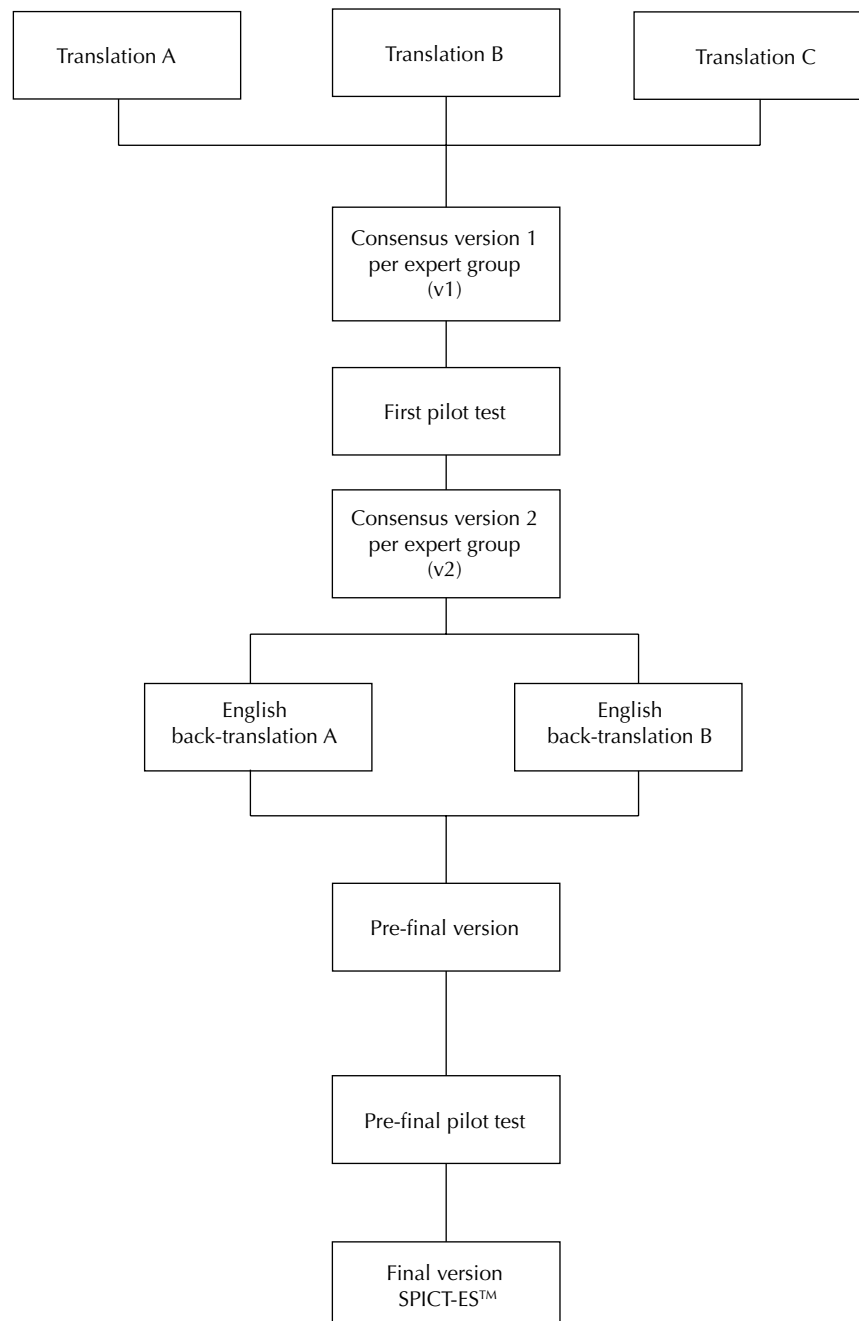 Translation A
Translation B
Translation C
Consensus version 1
per expert group
(v1)
First pilot test
Consensus version 2
per expert group
(v2)
English
back-translation A
English
back-translation B
Pre-final version
Pre-final pilot test
Final version
SPICT-ES™